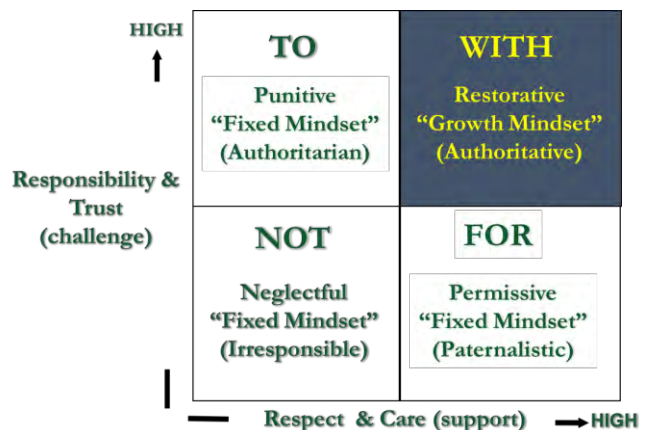 HIGH
TO
Punitive
“Fixed Mindset”
(Authoritarian)
WITH
Restorative
“Growth Mindset”
(Authoritative)
Responsibility &
Trust
(challenge)
NOT
Neglectful
“Fixed Mindset”
(Irresponsible)
FOR
Permissive
“Fixed Mindset”
(Paternalistic)
Respect & Care (support)
HIGH